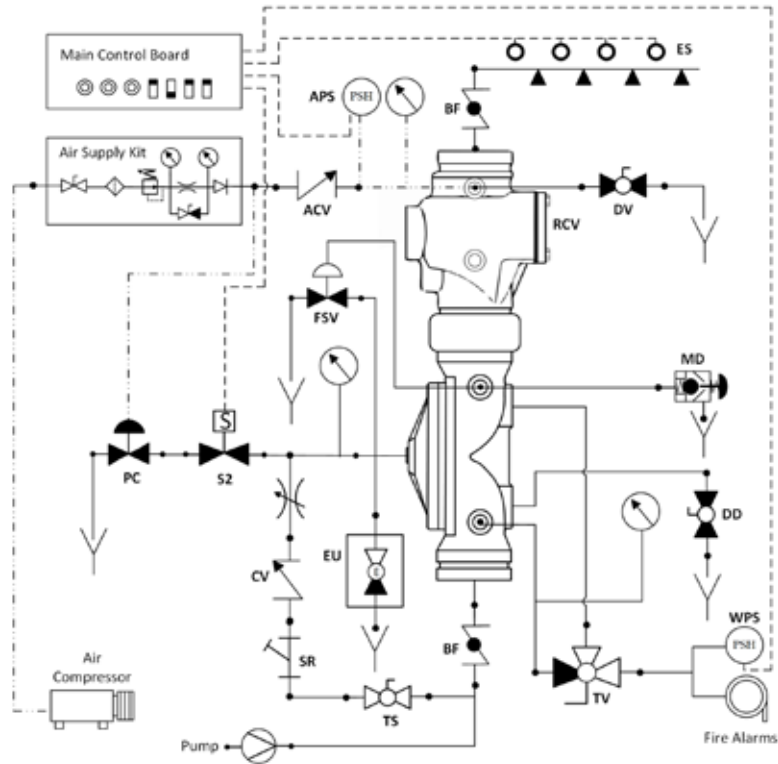 Main Control Board
ES
APS
PSH
BF
Air Supply Kit
ACV
DV
RCV
FSV
MD
S
PC
S2
DD
EU
CV
E
WPS
BF
PSH
SR
Air
Compressor
TS
TV
Pump
Fire Alarms